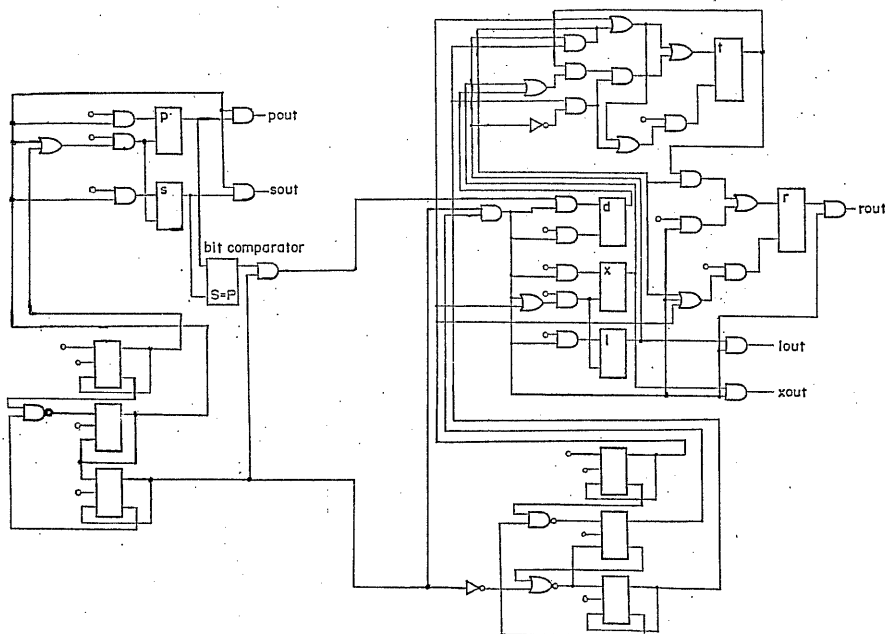 t
p
pout
s
sout
r
rout
d
bit comparator
S=P
x
l
lout
xout